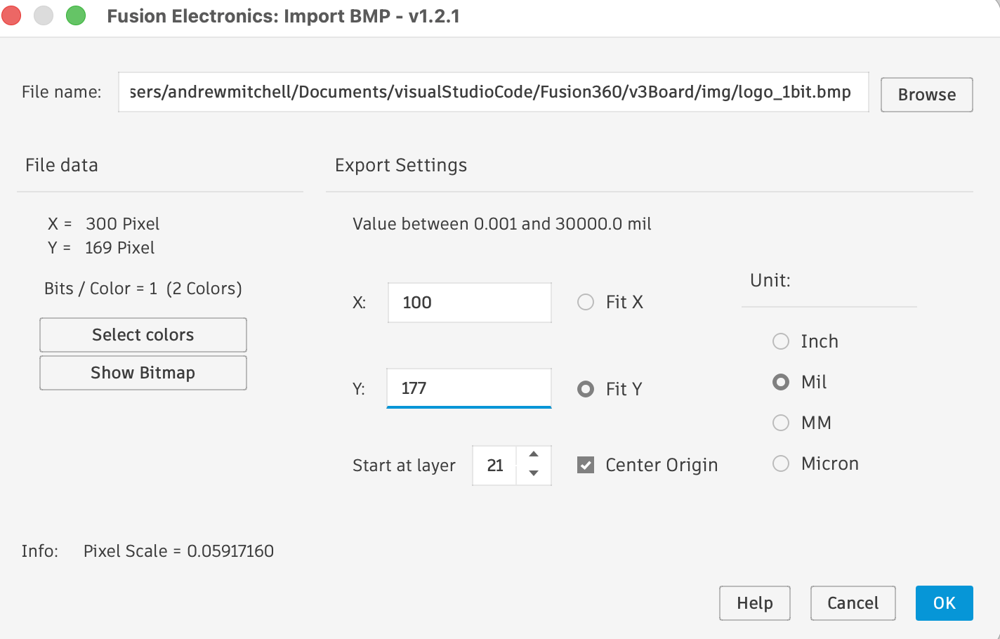 Fusion Electronics: Import BMP - v1.2.1
File name: sers/andrewmitchell/Documents/visualStudioCode/Fusion360/v3Board/img/logo_1bit.bmp Browse
File data
X = 300 Pixel
Y = 169 Pixel
Bits / Color = 1 (2 Colors)
Select colors
Show Bitmap
Export Settings
Value between 0.001 and 30000.0 mil
X: 100 Fit X
Y: 177 Fit Y
Start at layer 21 Center Origin
Unit:
Inch
Mil
MM
Micron
Info: Pixel Scale = 0.05917160
Help Cancel OK